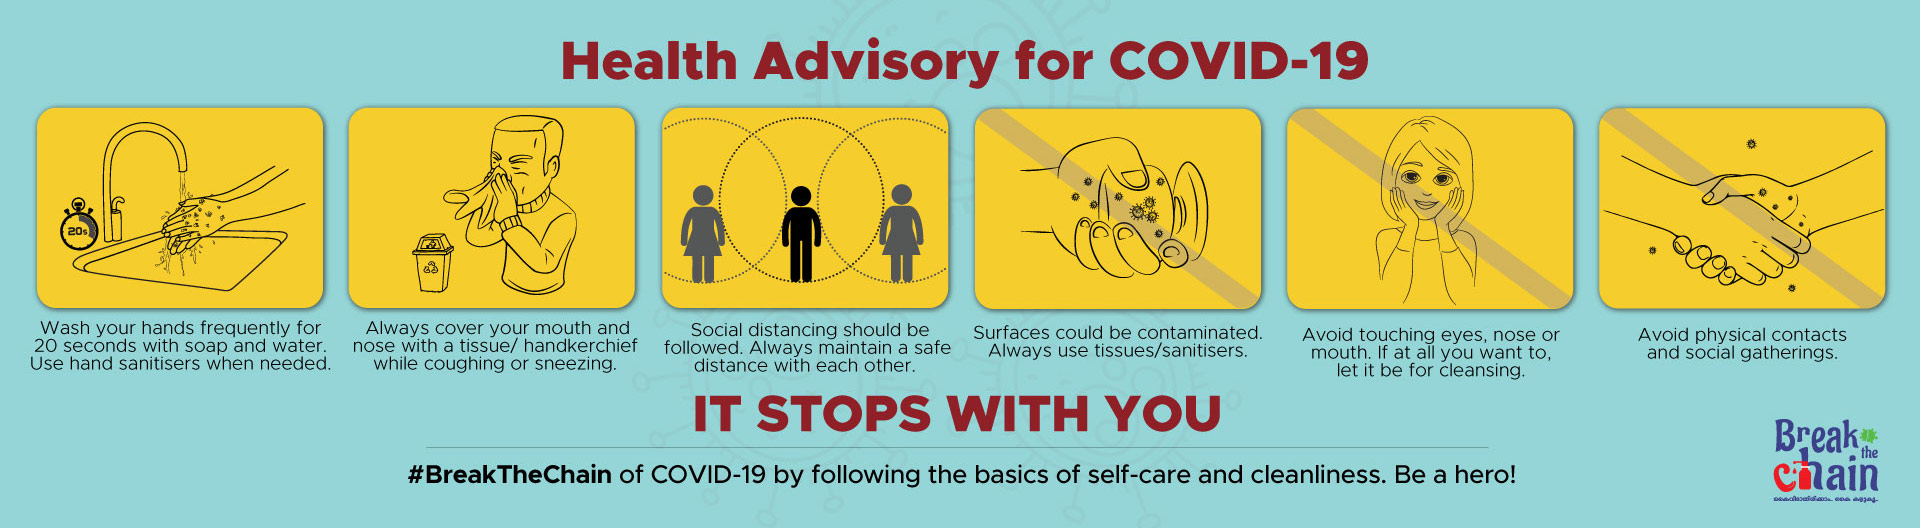 Health Advisory for COVID-19
20s
Wash your hands frequently for
20 seconds with soap and water.
Use hand sanitisers when needed.
Always cover your mouth and
nose with a tissue/ handkerchief
while coughing or sneezing.
Social distancing should be
followed. Always maintain a safe
distance with each other.
Surfaces could be contaminated.
Always use tissues/sanitisers.
Avoid touching eyes, nose or
mouth. If at all you want to,
let it be for cleansing.
Avoid physical contacts
and social gatherings.
IT STOPS WITH YOU
#BreakTheChain of COVID-19 by following the basics of self-care and cleanliness. Be a hero!
Break
the
chain